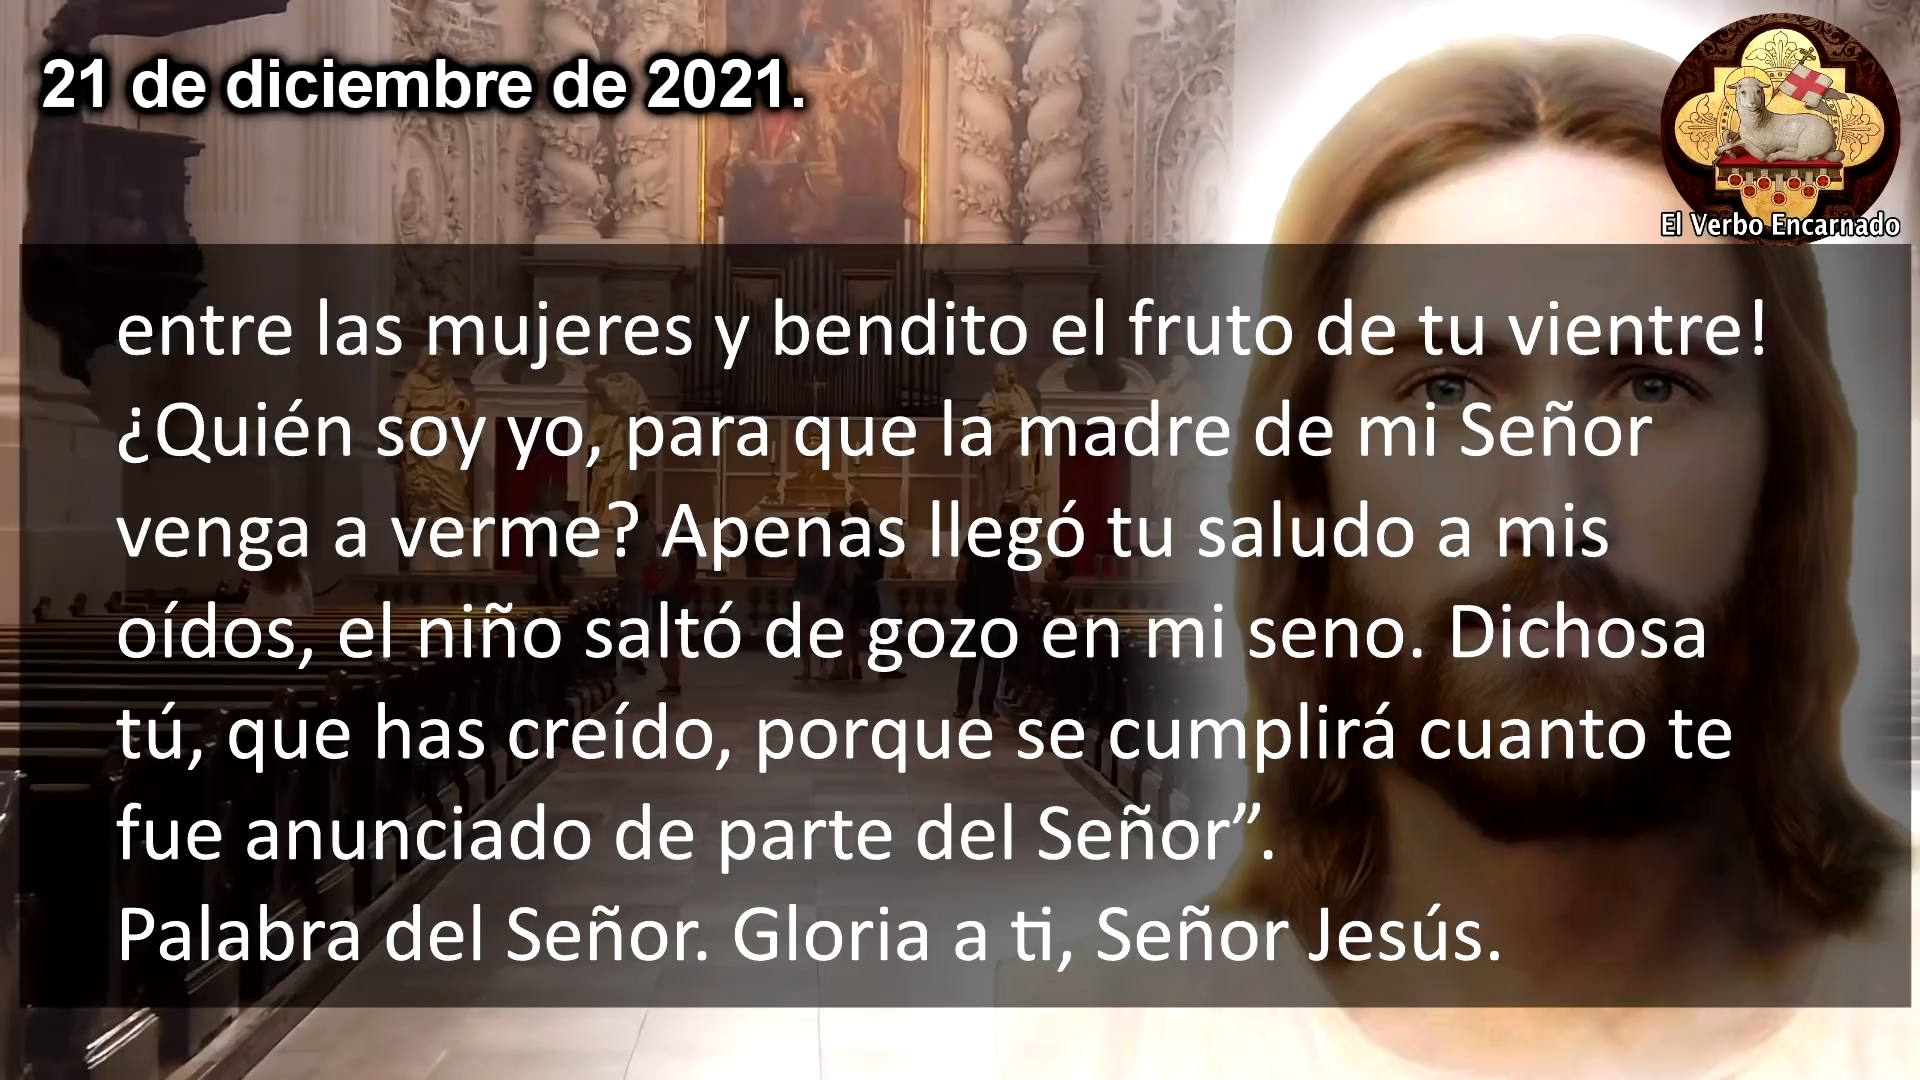 21 de diciembre de 2021.
El Verbo Encarnado
entre las mujeres y bendito el fruto de tu vientre!
¿Quién soy yo, para que la madre de mi Señor
venga a verme? Apenas llegó tu saludo a mis
oídos, el niño saltó de gozo en mi seno. Dichosa
tú, que has creído, porque se cumplirá cuanto te
fue anunciado de parte del Señor”.
Palabra del Señor. Gloria a ti, Señor Jesús.